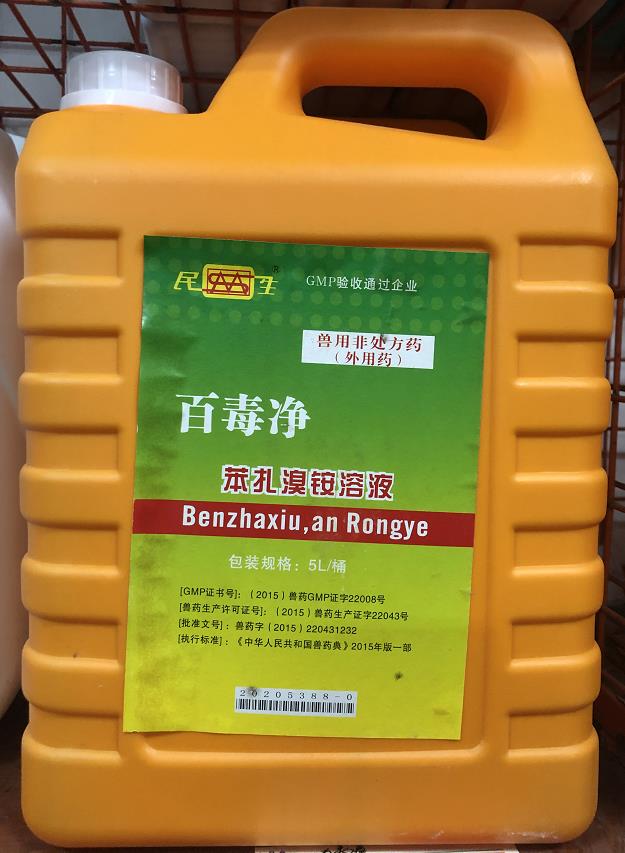 民生®
GMP验收通过企业
兽用非处方药
（外用药）
百毒净
苯扎溴铵溶液
Benzhaxiu,an Rongye
包装规格：5L/桶
[GMP证书号]：（2015）兽药GMP证字22008号
[兽药生产许可证号]：（2015）兽药生产证字22043号
[批准文号]：兽药字（2015）220431232
[执行标准]：《中华人民共和国兽药典》2015年版一部
20205388-0